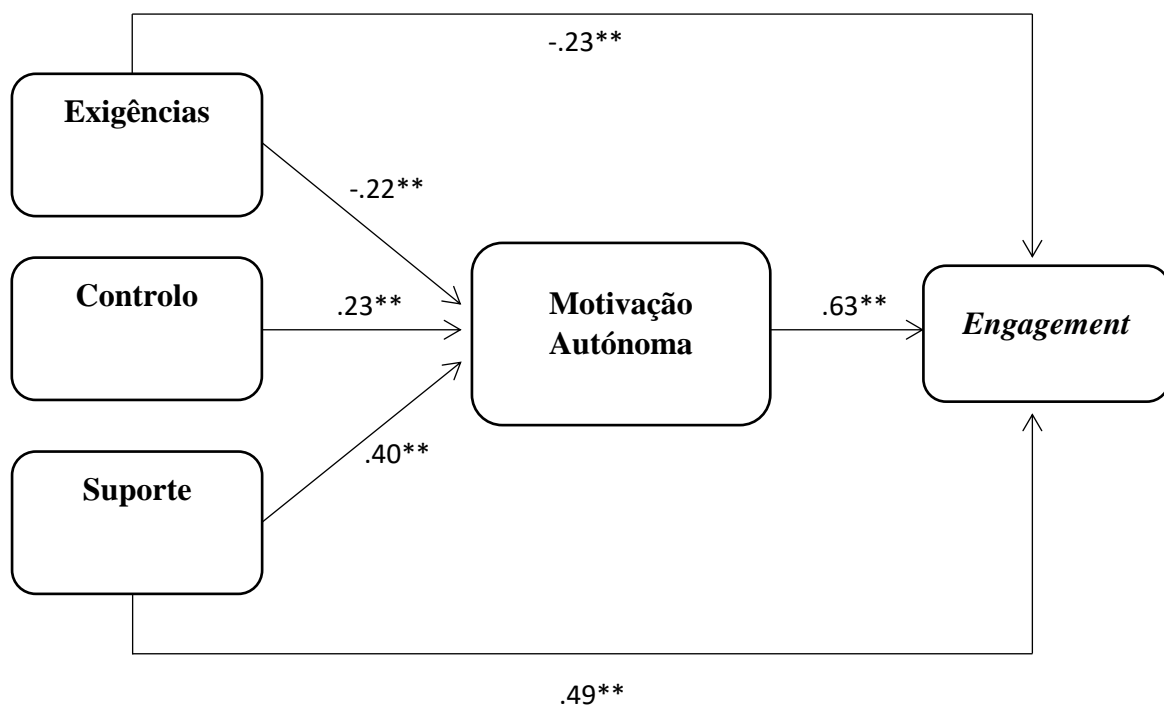 -.23**
Exigências
-.22**
Controlo
.23**
Motivação
Autónoma
.63**
Engagement
.40**
Suporte
.49**